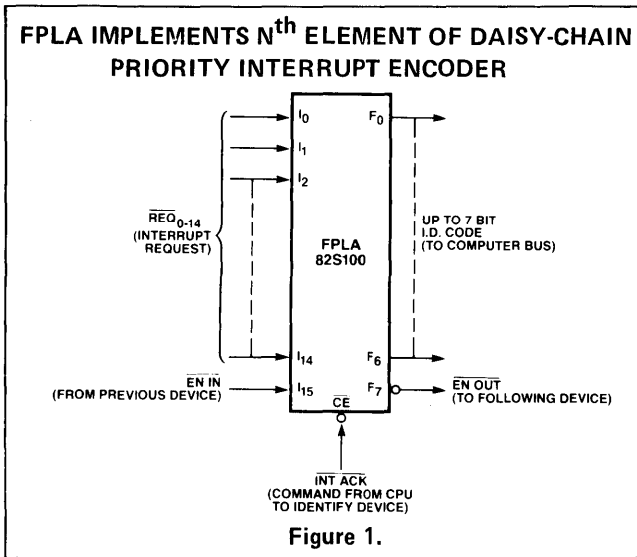 FPLA IMPLEMENTS Nth ELEMENT OF DAISY-CHAIN
PRIORITY INTERRUPT ENCODER
I0
I1
I2
I14
I15
F0
F6
F7
FPLA
82S100
CE
REQ0-14
(INTERRUPT
REQUEST)
EN IN
(FROM PREVIOUS DEVICE)
UP TO 7 BIT
I.D. CODE
(TO COMPUTER BUS)
EN OUT
(TO FOLLOWING DEVICE)
INT ACK
(COMMAND FROM CPU
TO IDENTIFY DEVICE)
Figure 1.